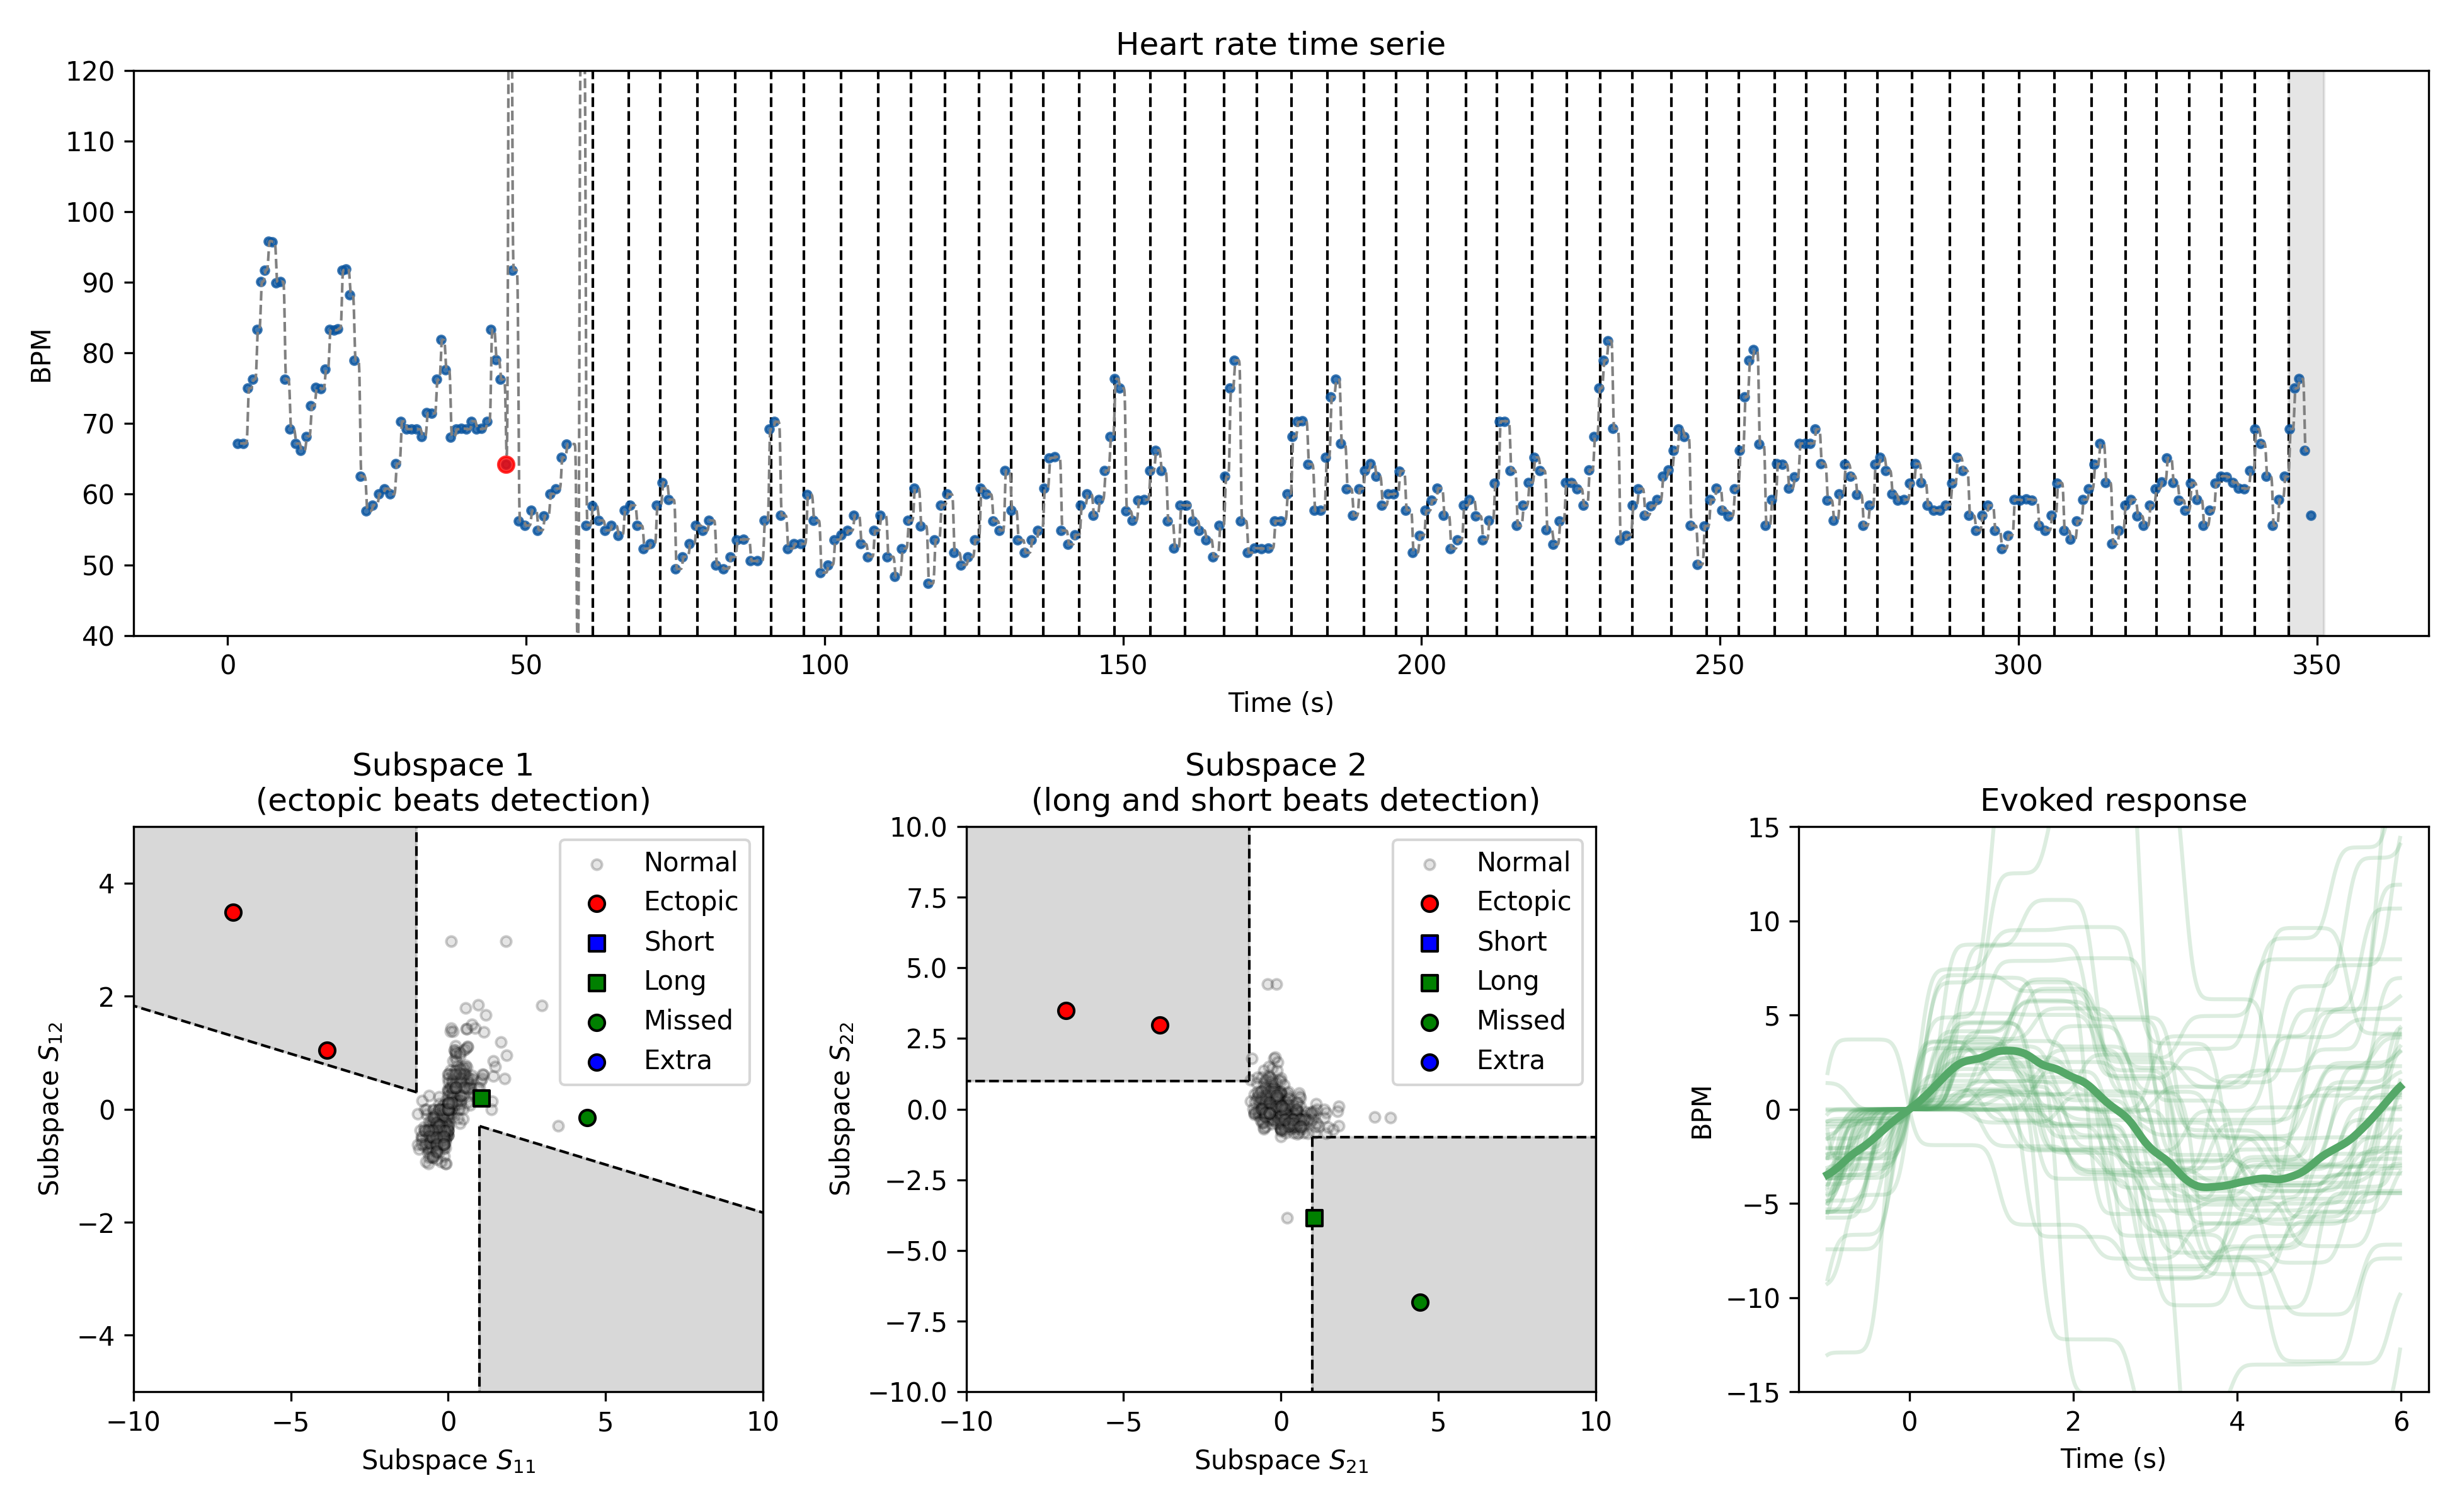 Heart rate time serie
120
110
100
90
80
70
60
50
40
BPM
0 50 100 150 200 250 300 350
Time (s)
Subspace 1
(ectopic beats detection)
4
2
0
−2
−4
Subspace S12
−10 −5 0 5 10
Subspace S11
Normal
Ectopic
Short
Long
Missed
Extra
Subspace 2
(long and short beats detection)
10.0
7.5
5.0
2.5
0.0
−2.5
−5.0
−7.5
−10.0
Subspace S22
−10 −5 0 5 10
Subspace S21
Normal
Ectopic
Short
Long
Missed
Extra
Evoked response
15
10
5
0
−5
−10
−15
BPM
0 2 4 6
Time (s)